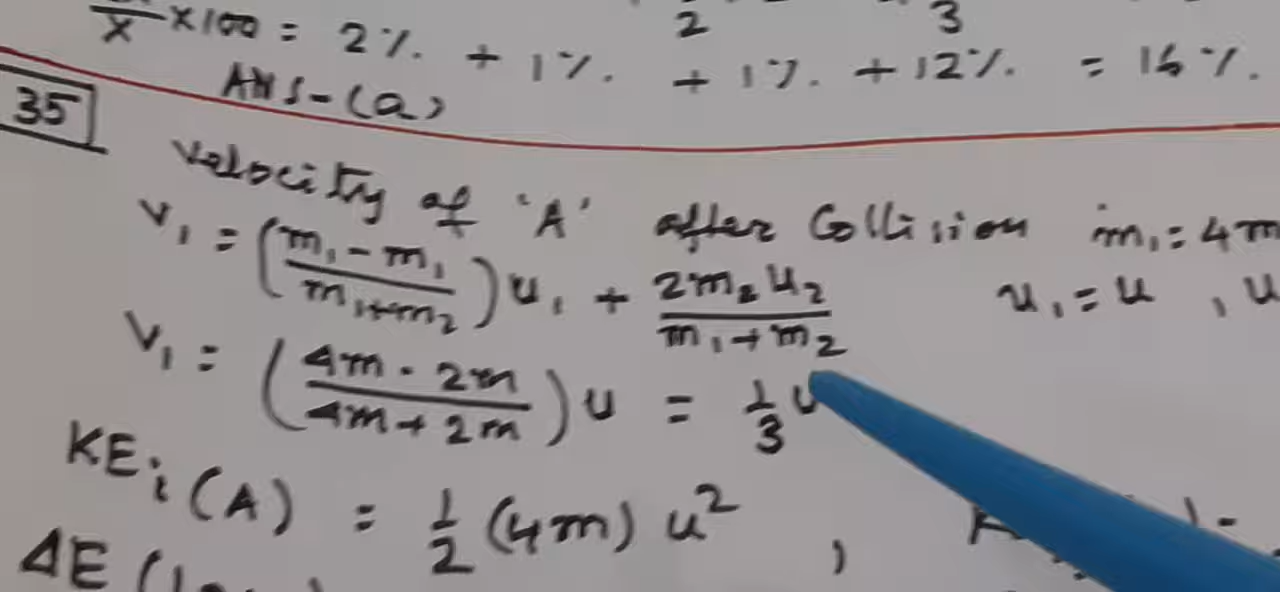 /X ×100 = 2%. + 1%. + 1%. + 12%. = 16%.
2 3
ANS-(a)
35
Velocity of 'A' after Collision m₁=4m
V₁ = ((m₁ - m₁)/(m₁+m₂)) u₁ + (2m₂u₂)/(m₁+m₂) u₁=u , u
V₁ = ((4m - 2m)/(4m+2m)) u = 1/3 u
KEᵢ(A) = 1/2 (4m) u² ,
ΔE (